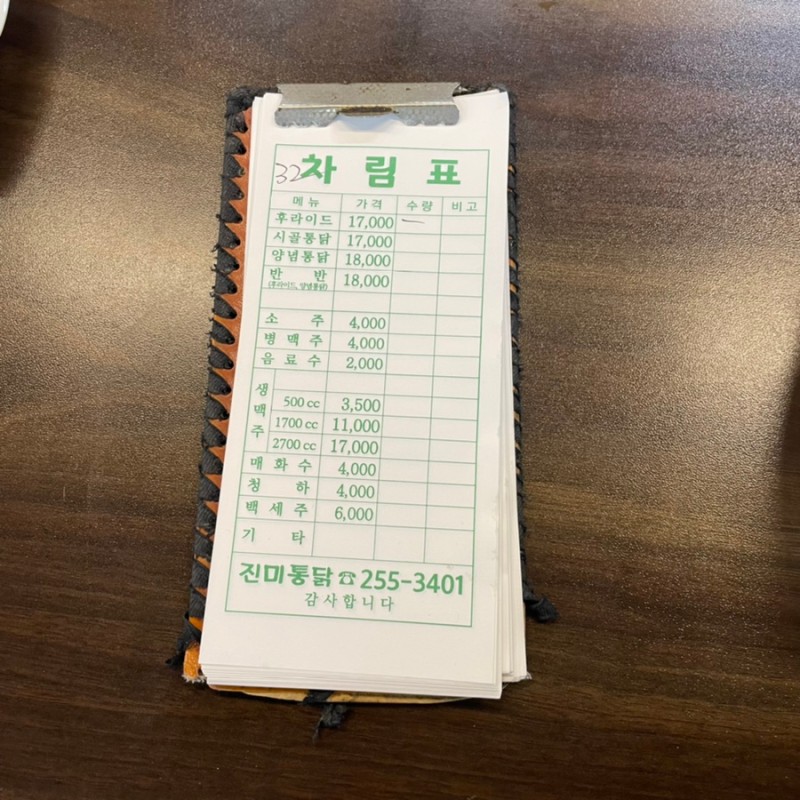 32 차림표
메뉴 가격 수량 비고
후라이드 17,000 一
시골통닭 17,000
양념통닭 18,000
반반 18,000
(후라이드, 양념통닭)
소주 4,000
병맥주 4,000
음료수 2,000
생맥주
500 cc 3,500
1700 cc 11,000
2700 cc 17,000
매화수 4,000
청하 4,000
백세주 6,000
기타
진미통닭 ☎ 255-3401
감사합니다